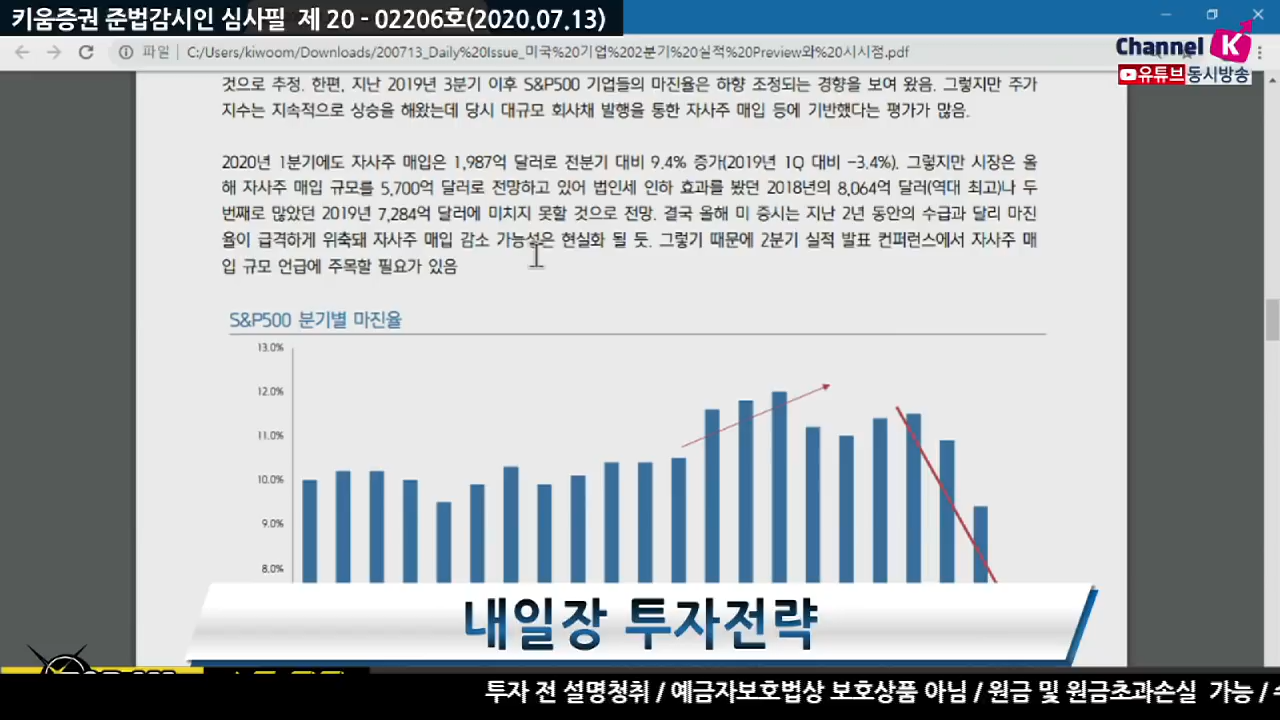 키움증권 준법감시인 심사필 제 20 - 02206호(2020.07.13)
파일 | C:/Users/kiwoom/Downloads/200713_Daily%20Issue_미국%20기업%202분기%20실적%20Preview와%20시시점.pdf
Channel K
유튜브동시방송
것으로 추정. 한편, 지난 2019년 3분기 이후 S&P500 기업들의 마진율은 하향 조정되는 경향을 보여 왔음. 그렇지만 주가
지수는 지속적으로 상승을 해왔는데 당시 대규모 회사채 발행을 통한 자사주 매입 등에 기반했다는 평가가 많음.
2020년 1분기에도 자사주 매입은 1,987억 달러로 전분기 대비 9.4% 증가(2019년 1Q 대비 -3.4%). 그렇지만 시장은 올
해 자사주 매입 규모를 5,700억 달러로 전망하고 있어 법인세 인하 효과를 봤던 2018년의 8,064억 달러(역대 최고)나 두
번째로 많았던 2019년 7,284억 달러에 미치지 못할 것으로 전망. 결국 올해 미 증시는 지난 2년 동안의 수급과 달리 마진
율이 급격하게 위축돼 자사주 매입 감소 가능성은 현실화 될 듯. 그렇기 때문에 2분기 실적 발표 컨퍼런스에서 자사주 매
입 규모 언급에 주목할 필요가 있음
S&P500 분기별 마진율
13.0%
12.0%
11.0%
10.0%
9.0%
8.0%
내일장 투자전략
투자 전 설명청취 / 예금자보호법상 보호상품 아님 / 원금 및 원금초과손실 가능 /